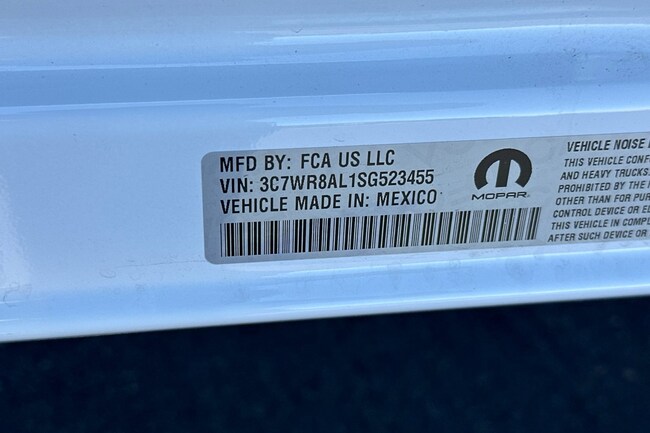 MFD BY: FCA US LLC
VIN: 3C7WR8AL1SG523455
VEHICLE MADE IN: MEXICO
MOPAR
VEHICLE NOISE
THIS VEHICLE CONF
AND HEAVY TRUCKS.
PROHIBITED BY THE
OTHER THAN FOR PUR
CONTROL DEVICE OR EL
THIS VEHICLE IN COMPU
AFTER SUCH DEVICE OR